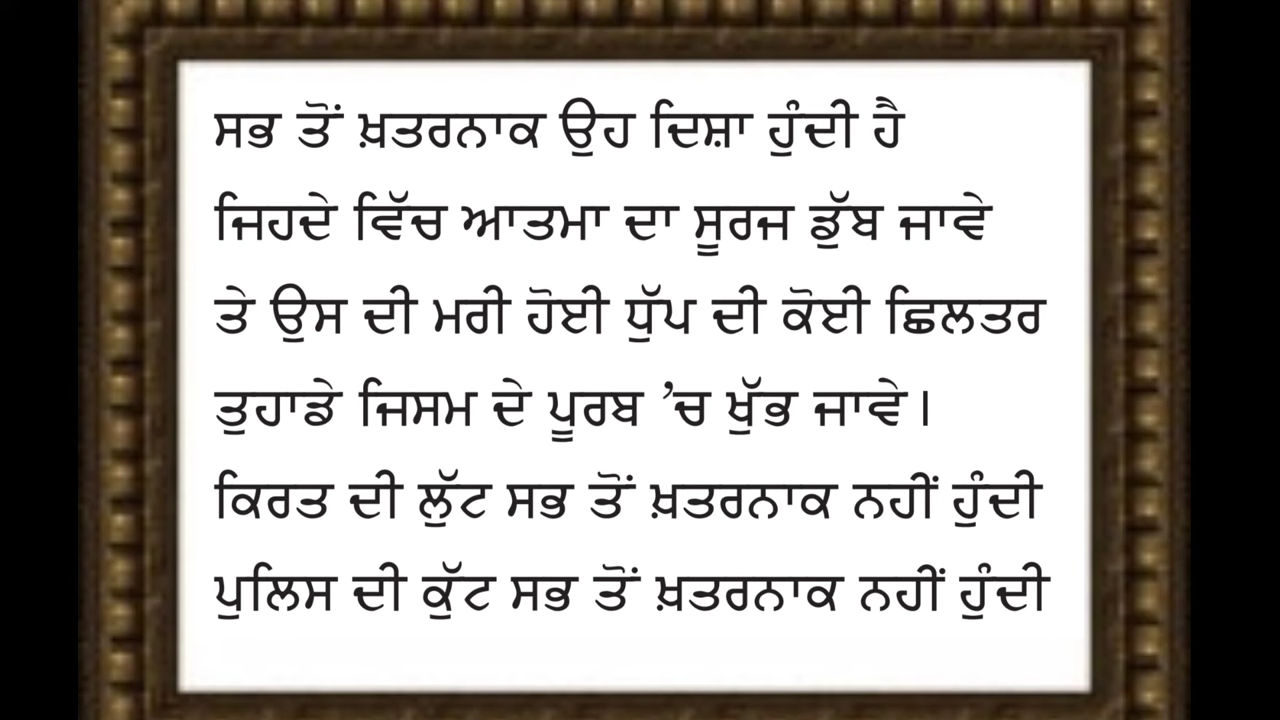 ਸਭ ਤੋਂ ਖ਼ਤਰਨਾਕ ਉਹ ਦਿਸ਼ਾ ਹੁੰਦੀ ਹੈ
ਜਿਹਦੇ ਵਿੱਚ ਆਤਮਾ ਦਾ ਸੂਰਜ ਡੁੱਬ ਜਾਵੇ
ਤੇ ਉਸ ਦੀ ਮਰੀ ਹੋਈ ਧੁੱਪ ਦੀ ਕੋਈ ਛਿਲਤਰ
ਤੁਹਾਡੇ ਜਿਸਮ ਦੇ ਪੂਰਬ ’ਚ ਖੁੱਭ ਜਾਵੇ।
ਕਿਰਤ ਦੀ ਲੁੱਟ ਸਭ ਤੋਂ ਖ਼ਤਰਨਾਕ ਨਹੀਂ ਹੁੰਦੀ
ਪੁਲਿਸ ਦੀ ਕੁੱਟ ਸਭ ਤੋਂ ਖ਼ਤਰਨਾਕ ਨਹੀਂ ਹੁੰਦੀ